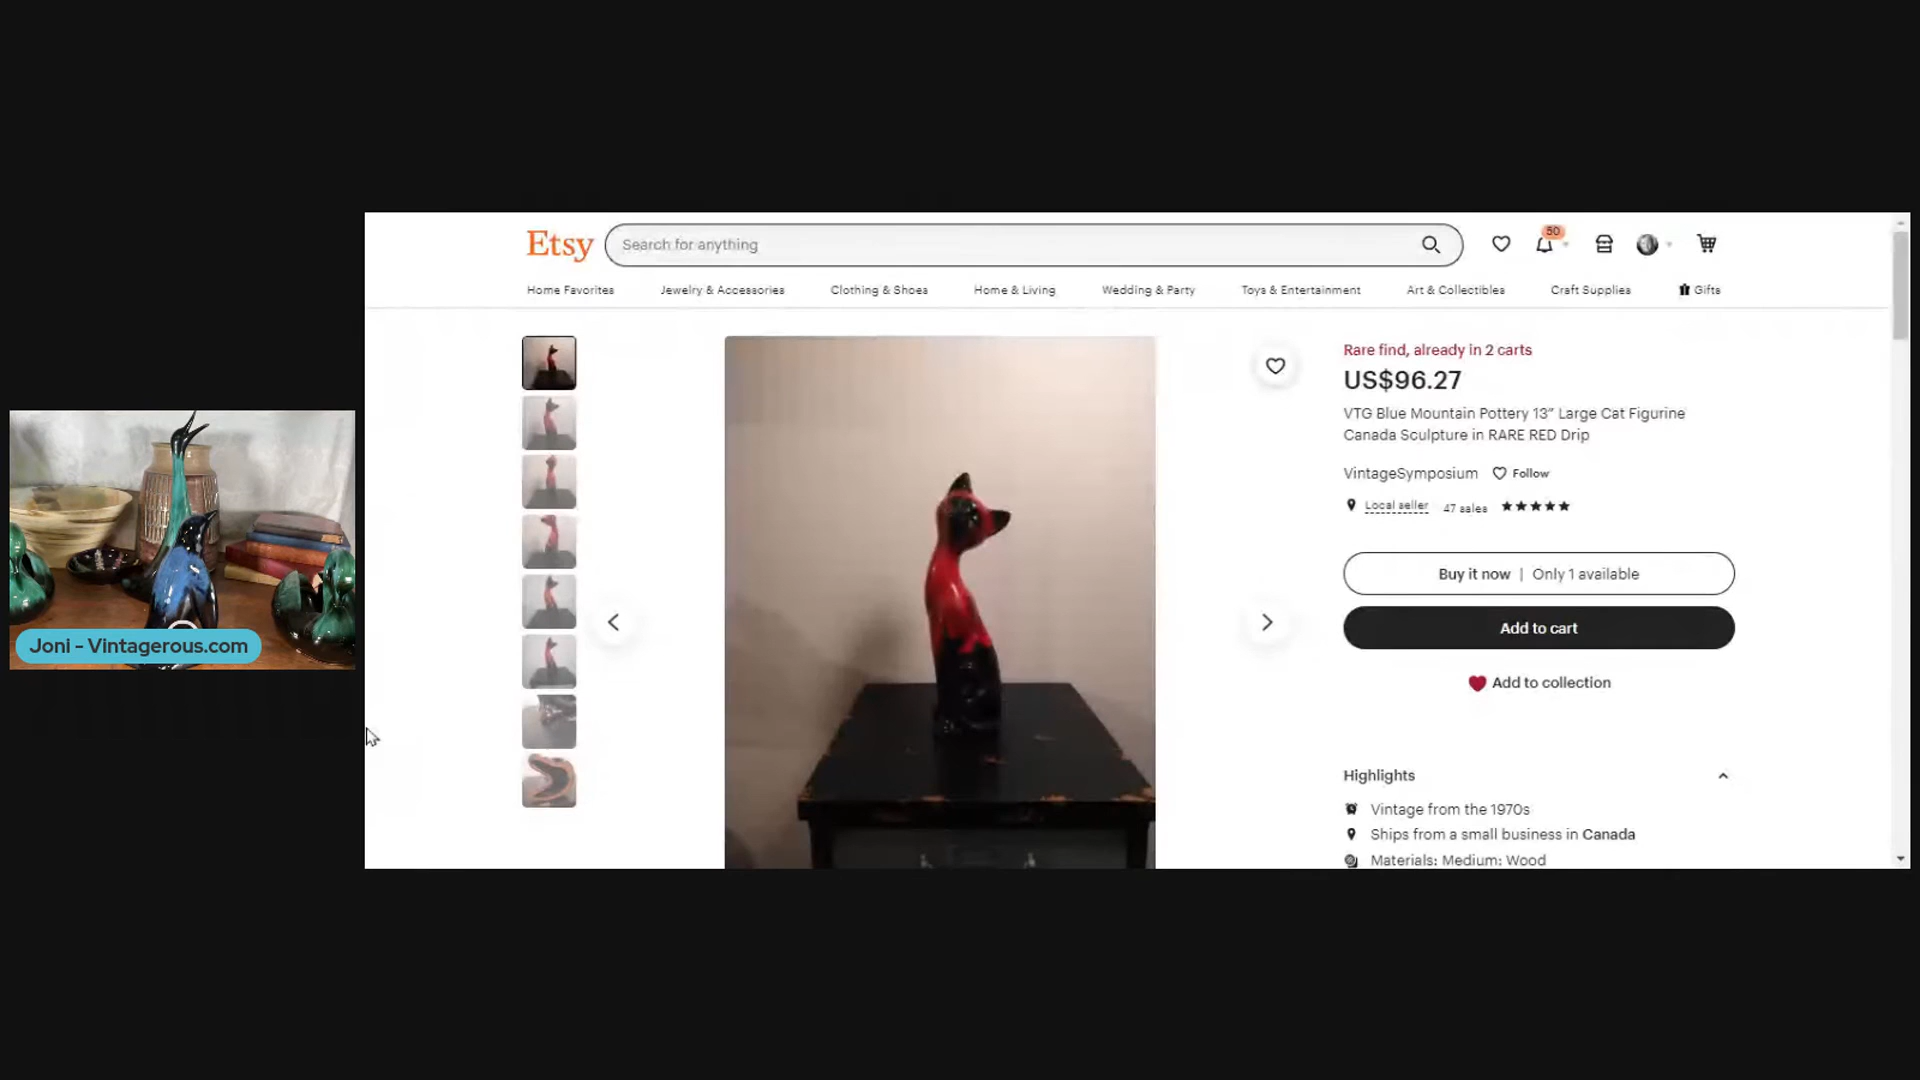 Etsy
Search for anything
50
Home Favorites
Jewelry & Accessories
Clothing & Shoes
Home & Living
Wedding & Party
Toys & Entertainment
Art & Collectibles
Craft Supplies
Gifts
Rare find, already in 2 carts
US$96.27
VTG Blue Mountain Pottery 13” Large Cat Figurine
Canada Sculpture in RARE RED Drip
VintageSymposium
Follow
Local seller
47 sales
Buy it now | Only 1 available
Add to cart
Add to collection
Highlights
Vintage from the 1970s
Ships from a small business in Canada
Materials: Medium: Wood
Joni - Vintagerous.com